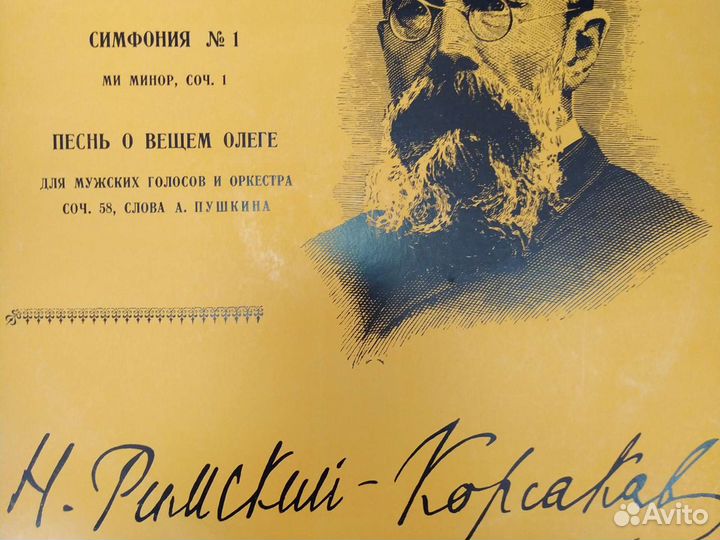 СИМФОНИЯ № 1
МИ МИНОР, СОЧ. 1
ПЕСНЬ О ВЕЩЕМ ОЛЕГЕ
ДЛЯ МУЖСКИХ ГОЛОСОВ И ОРКЕСТРА
СОЧ. 58, СЛОВА А. ПУШКИНА
Н. Римский-Корсаков
Avito